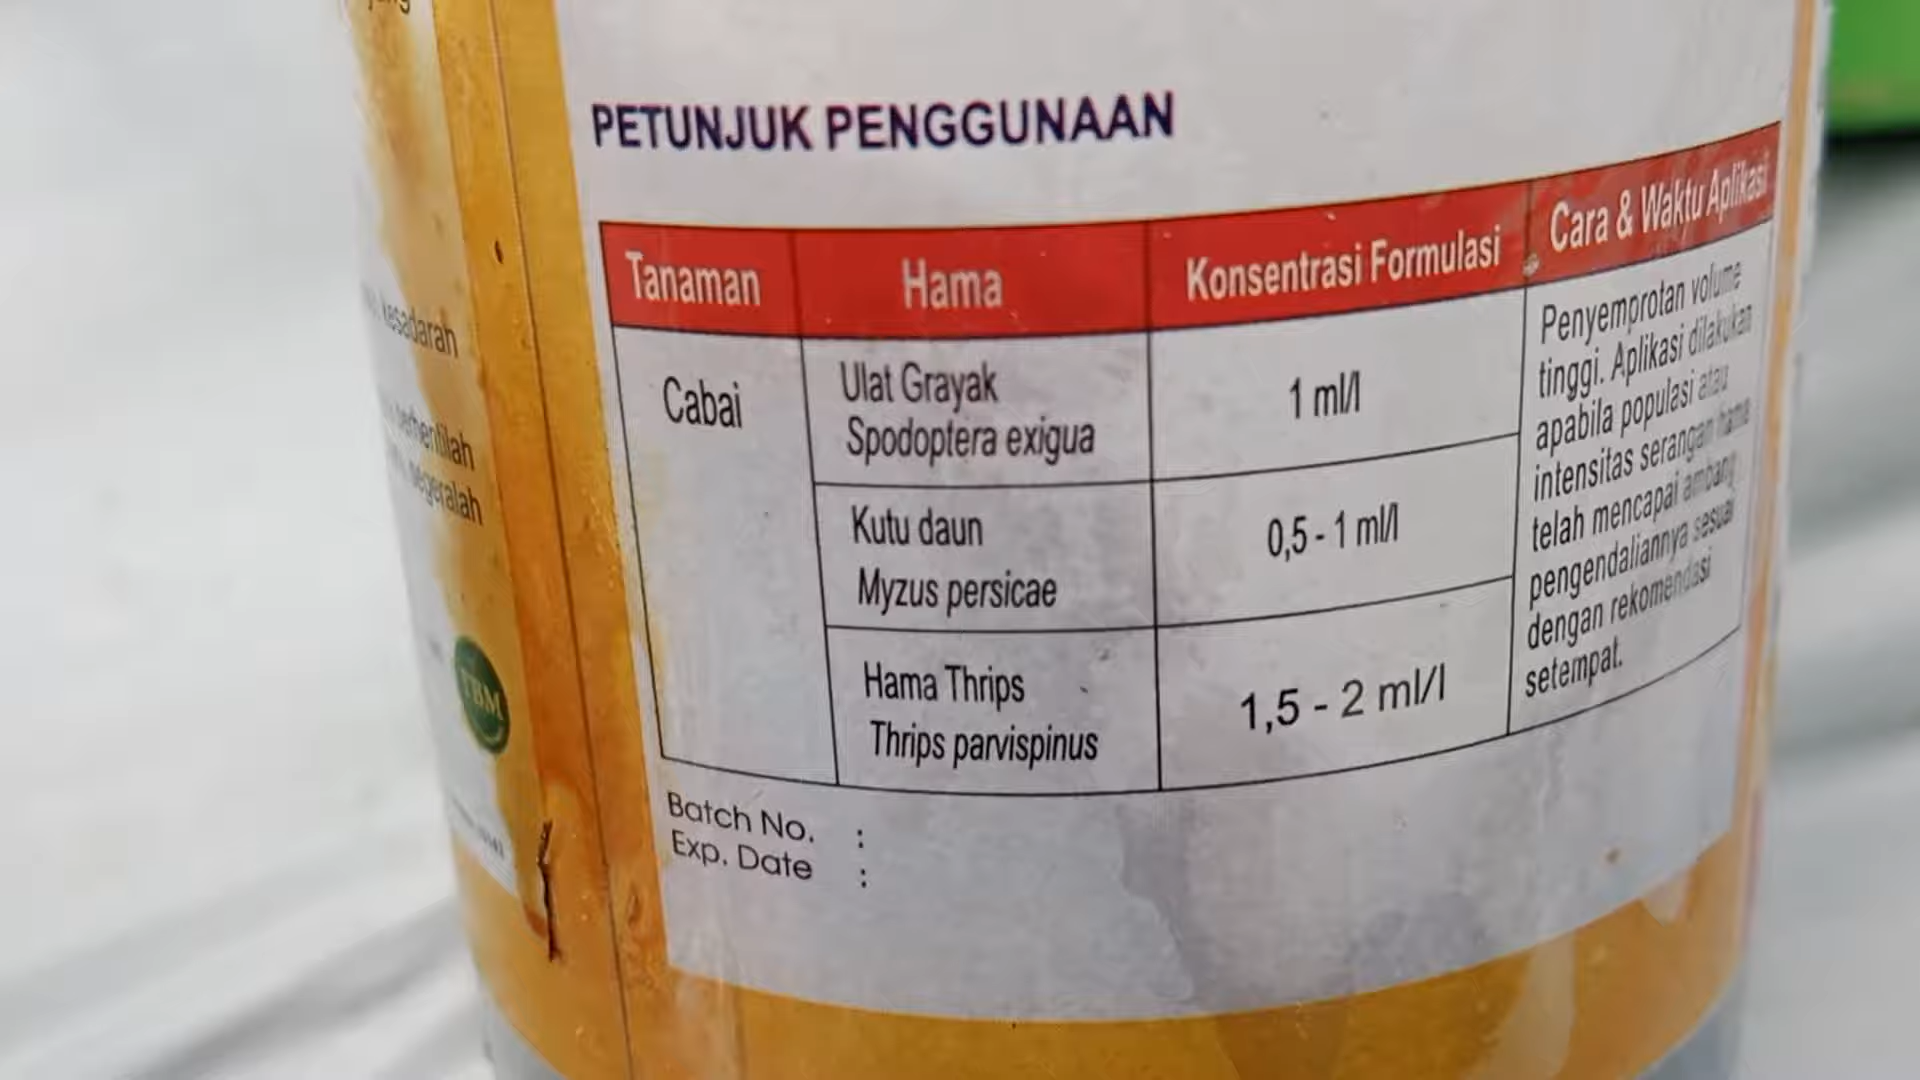 PETUNJUK PENGGUNAAN
Tanaman Hama Konsentrasi Formulasi Cara & Waktu Aplikasi
Cabai
Ulat Grayak
Spodoptera exigua
1 ml/l
Kutu daun
Myzus persicae
0,5 - 1 ml/l
Hama Thrips
Thrips parvispinus
1,5 - 2 ml/l
Penyemprotan volume
tinggi. Aplikasi dilakukan
apabila populasi atau
intensitas serangan hama
telah mencapai ambang
pengendaliannya sesuai
dengan rekomendasi
setempat.
Batch No. :
Exp. Date :
kesadaran
berhentilah
segeralah
TBM